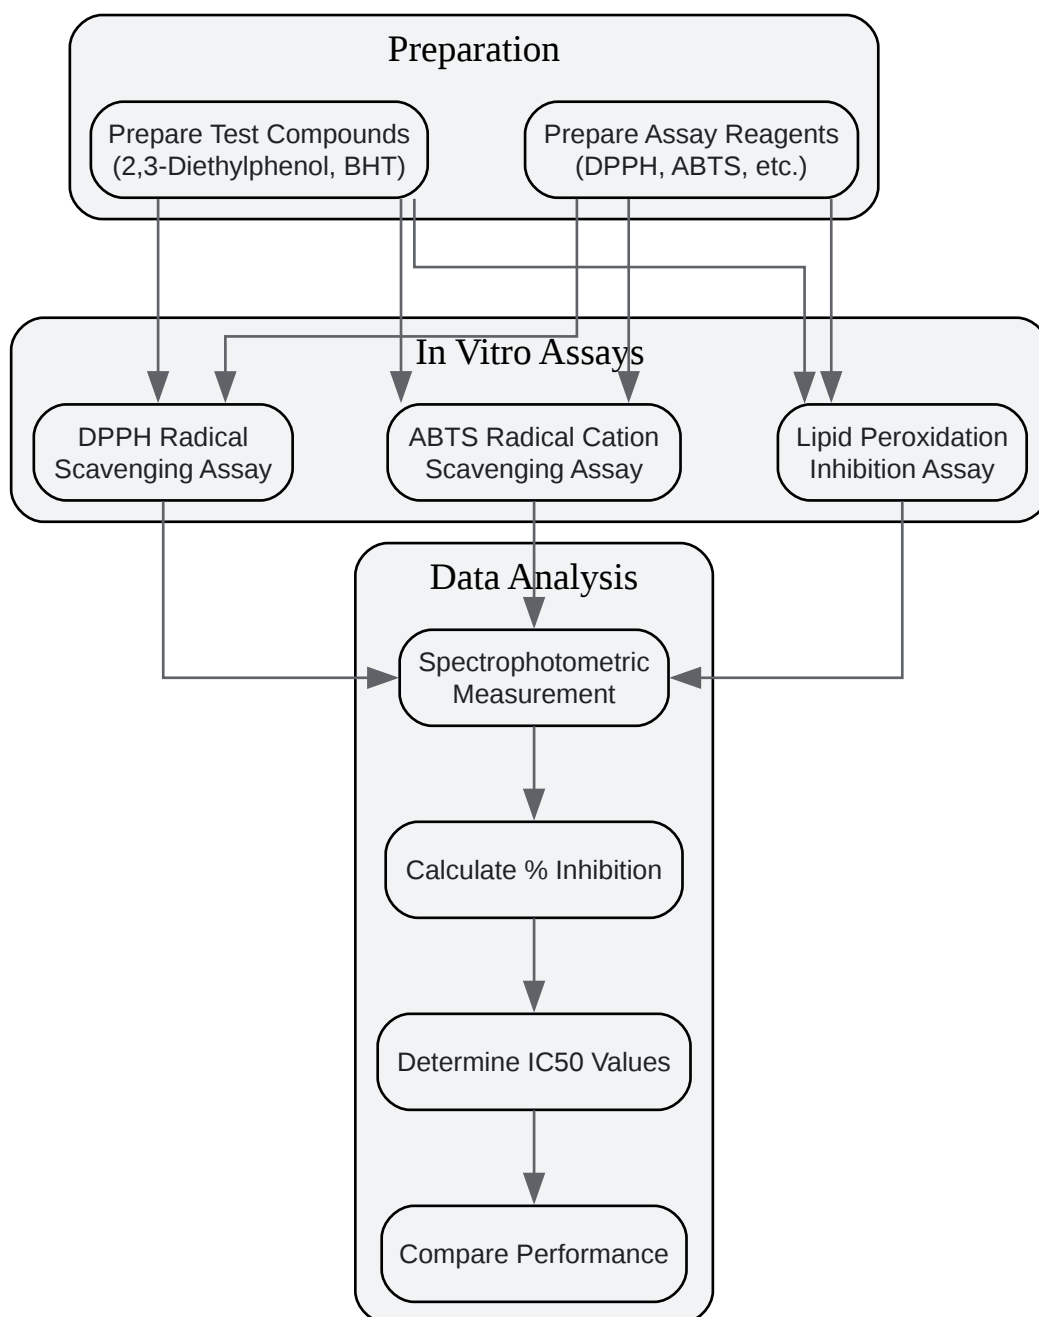 Preparation
Prepare Test Compounds
(2,3-Diethylphenol, BHT)
Prepare Assay Reagents
(DPPH, ABTS, etc.)
In Vitro Assays
DPPH Radical
Scavenging Assay
ABTS Radical Cation
Scavenging Assay
Lipid Peroxidation
Inhibition Assay
Data Analysis
Spectrophotometric
Measurement
Calculate % Inhibition
Determine IC50 Values
Compare Performance